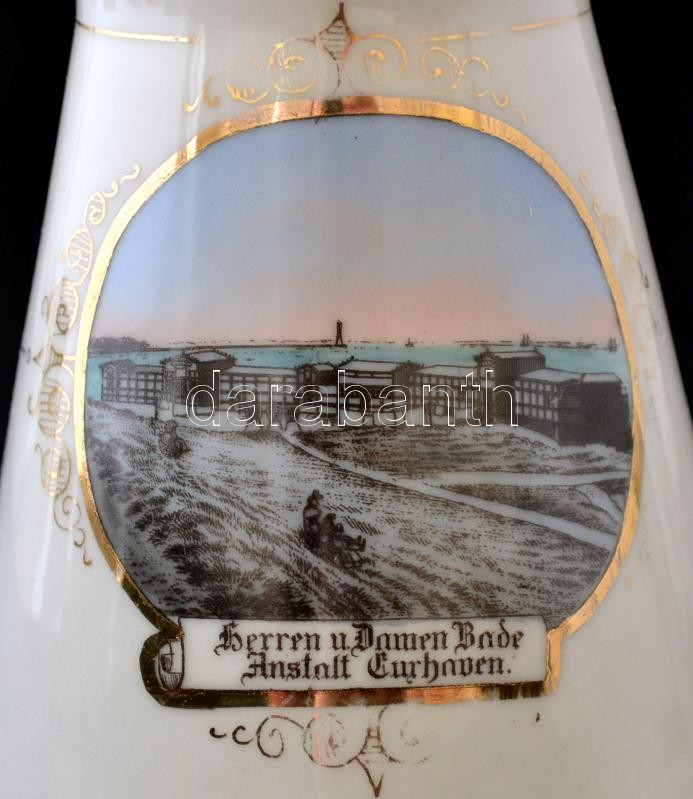 darabanth
Herren u. Damen Bade
Anstalt Cuxhaven.